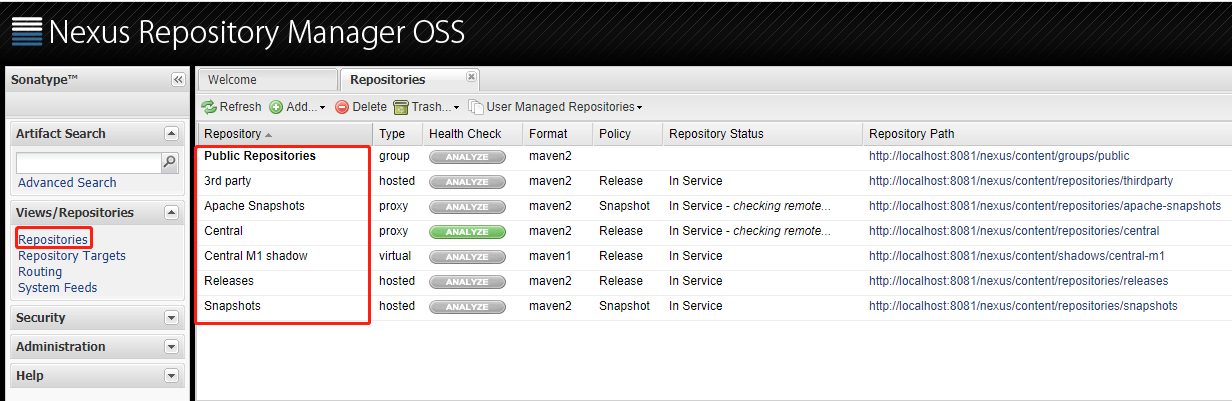 Nexus Repository Manager OSS
Sonatype™
Welcome
Repositories
Refresh Add... Delete Trash... User Managed Repositories
Artifact Search
Advanced Search
Views/Repositories
Repositories
Repository Targets
Routing
System Feeds
Security
Administration
Help
Repository Type Health Check Format Policy Repository Status Repository Path
Public Repositories group ANALYZE maven2 http://localhost:8081/nexus/content/groups/public
3rd party hosted ANALYZE maven2 Release In Service http://localhost:8081/nexus/content/repositories/thirdparty
Apache Snapshots proxy ANALYZE maven2 Snapshot In Service - checking remote... http://localhost:8081/nexus/content/repositories/apache-snapshots
Central proxy ANALYZE maven2 Release In Service - checking remote... http://localhost:8081/nexus/content/repositories/central
Central M1 shadow virtual ANALYZE maven1 Release In Service http://localhost:8081/nexus/content/shadows/central-m1
Releases hosted ANALYZE maven2 Release In Service http://localhost:8081/nexus/content/repositories/releases
Snapshots hosted ANALYZE maven2 Snapshot In Service http://localhost:8081/nexus/content/repositories/snapshots